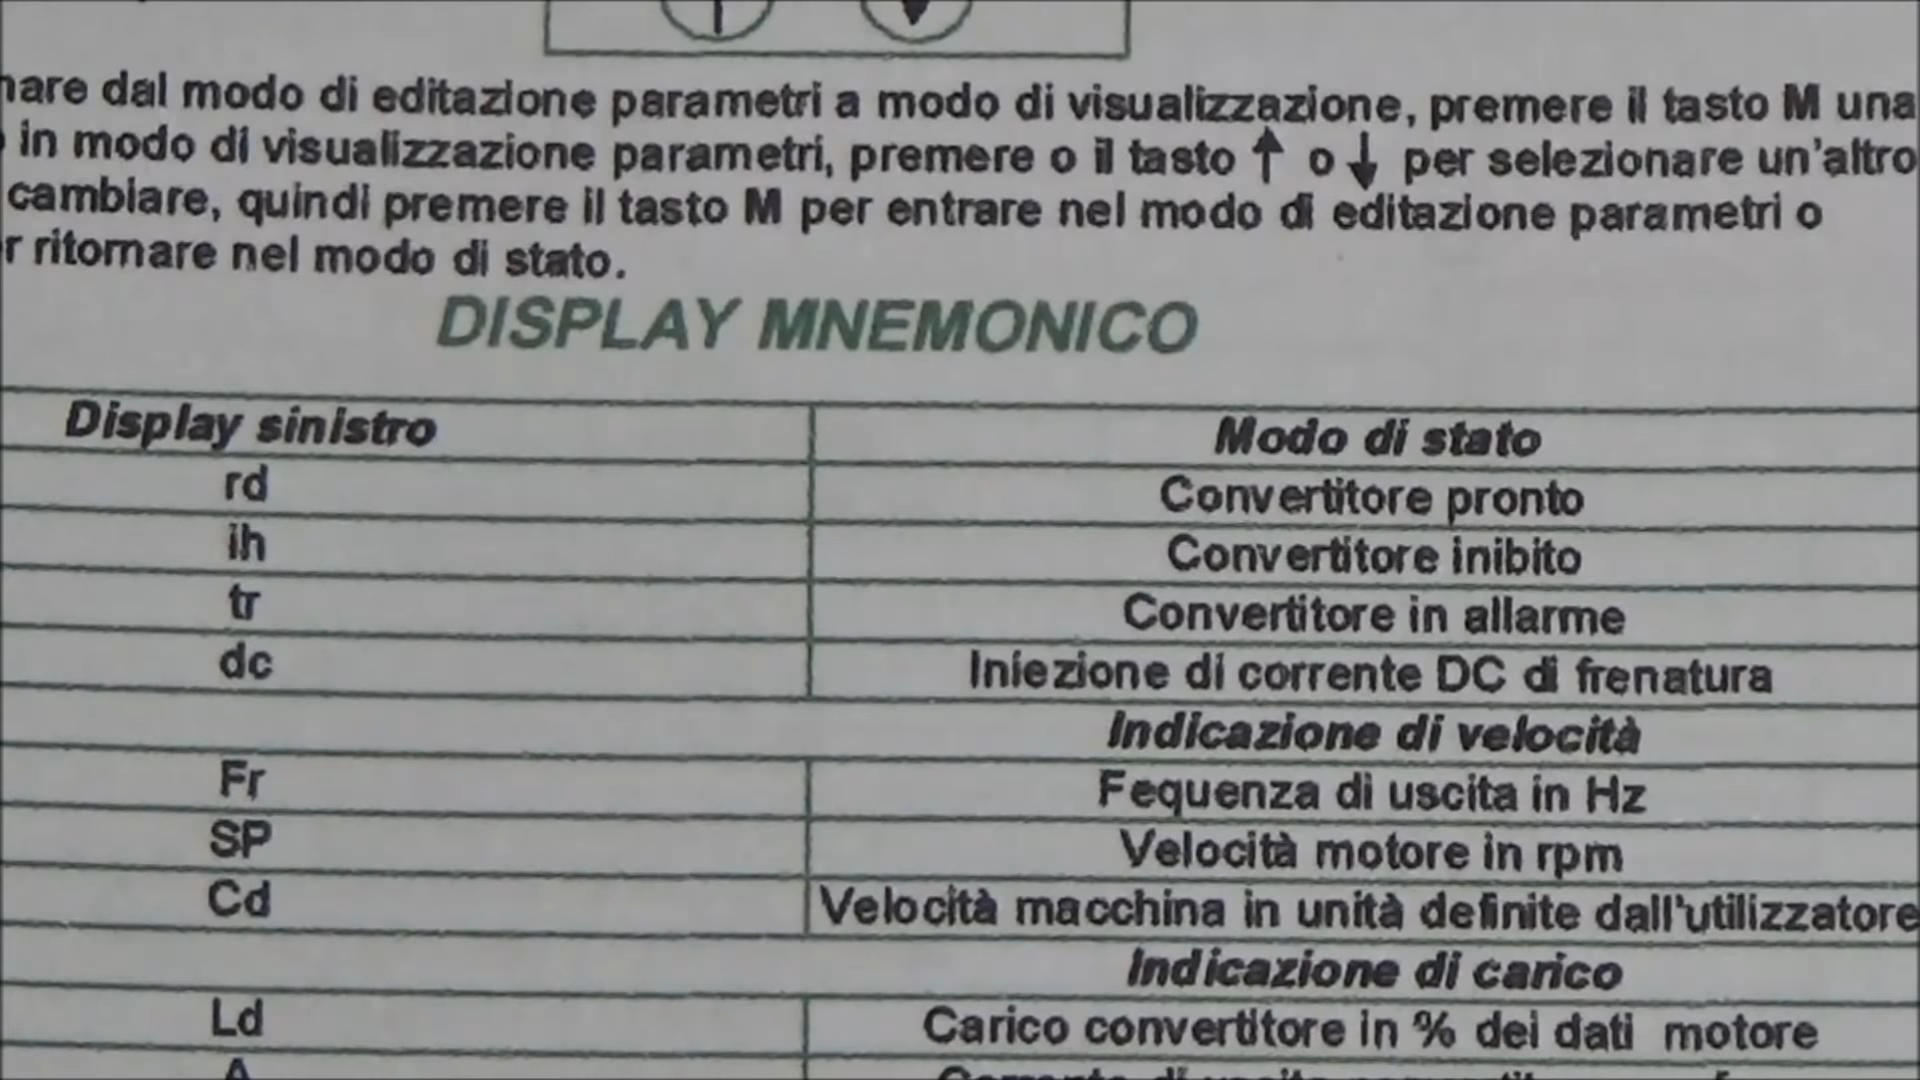 dal modo di editazione parametri a modo di visualizzazione, premere il tasto M una
in modo di visualizzazione parametri, premere o il tasto ↑ o ↓ per selezionare un'altro
cambiare, quindi premere il tasto M per entrare nel modo di editazione parametri o
ritornare nel modo di stato.
DISPLAY MNEMONICO
Display sinistro Modo di stato
rd Convertitore pronto
ih Convertitore inibito
tr Convertitore in allarme
dc Iniezione di corrente DC di frenatura
Indicazione di velocità
Fr Fequenza di uscita in Hz
SP Velocità motore in rpm
Cd Velocità macchina in unità definite dall'utilizzatore
Indicazione di carico
Ld Carico convertitore in % dei dati motore
A